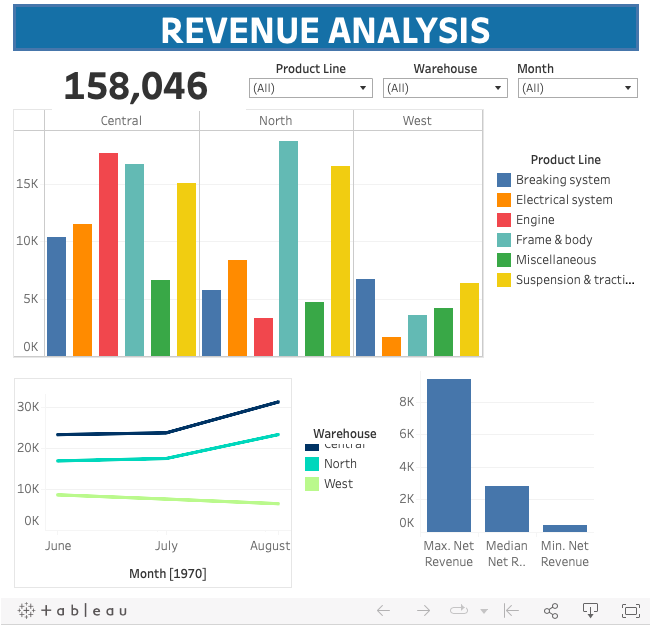 REVENUE ANALYSIS
158,046
Product Line
Warehouse
Month
(All)
(All)
(All)
Central
North
West
15K
10K
5K
0K
Product Line
Breaking system
Electrical system
Engine
Frame & body
Miscellaneous
Suspension & tracti...
30K
20K
10K
0K
June
July
August
Month [1970]
Warehouse
Central
North
West
8K
6K
4K
2K
0K
Max. Net
Revenue
Median
Net R..
Min. Net
Revenue
+ableau